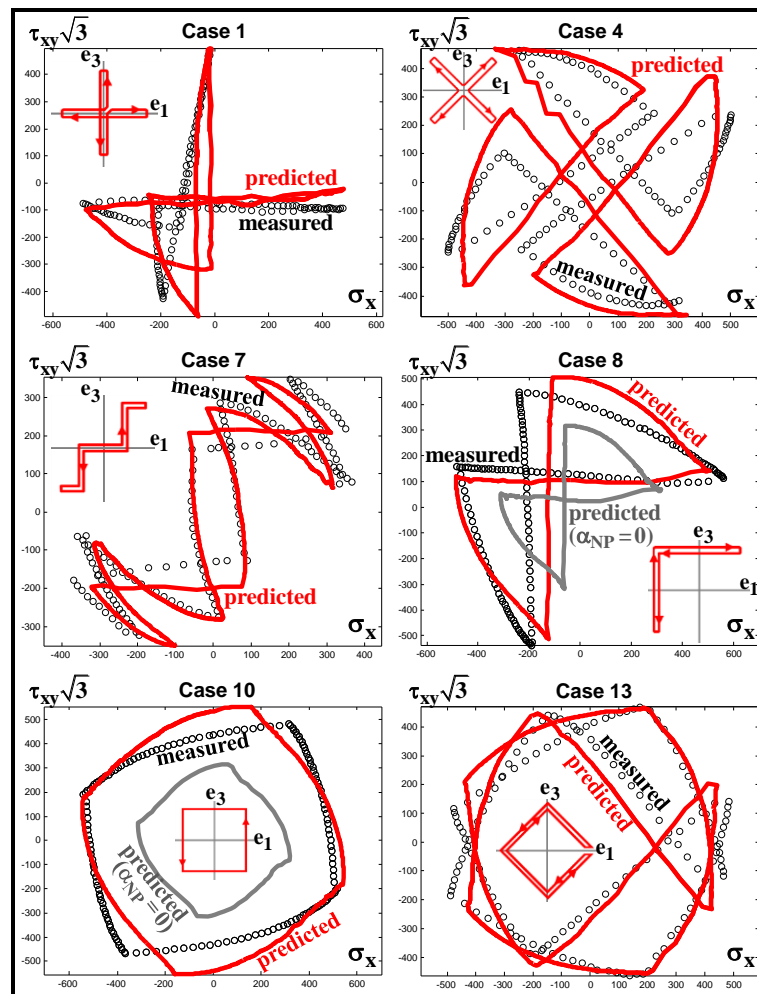 τxy√3 Case 1
e3
e1
predicted
measured
σx
400
300
200
100
0
-100
-200
-300
-400
-600 -400 -200 0 200 400 600
τxy√3 Case 4
e3
e1
predicted
measured
σx
400
300
200
100
0
-100
-200
-300
-400
-500 -400 -300 -200 -100 0 100 200 300 400 500
τxy√3 Case 7
e3
e1
measured
predicted
σx
300
200
100
0
-100
-200
-300
-400 -300 -200 -100 0 100 200 300 400
τxy√3 Case 8
predicted
measured
predicted
(αNP=0)
e3
e1
σx
500
400
300
200
100
0
-100
-200
-300
-400
-500
-600 -400 -200 0 200 400 600
τxy√3 Case 10
measured
e3
e1
predicted
(αNP=0)
predicted
σx
500
400
300
200
100
0
-100
-200
-300
-400
-500
-600 -400 -200 0 200 400 600
τxy√3 Case 13
measured
predicted
e3
e1
σx
400
300
200
100
0
-100
-200
-300
-400
-500 -400 -300 -200 -100 0 100 200 300 400 500